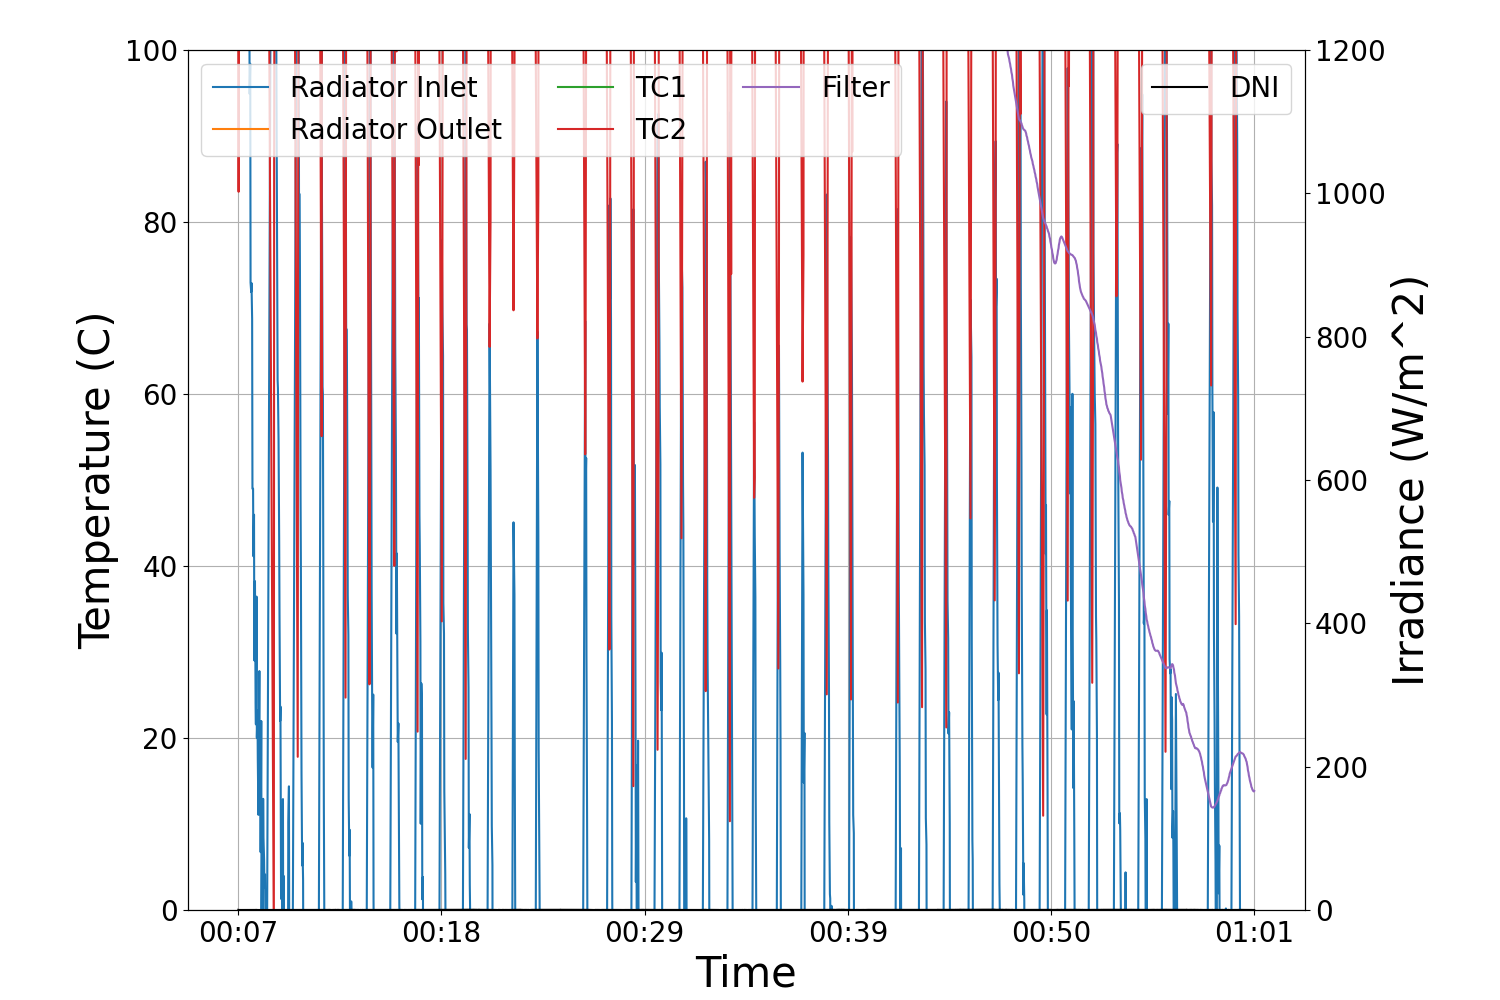 100
80
60
40
20
0
Temperature (C)
Radiator Inlet
Radiator Outlet
TC1
TC2
Filter
DNI
1200
1000
800
600
400
200
0
Irradiance (W/m^2)
00:07 00:18 00:29 00:39 00:50 01:01
Time